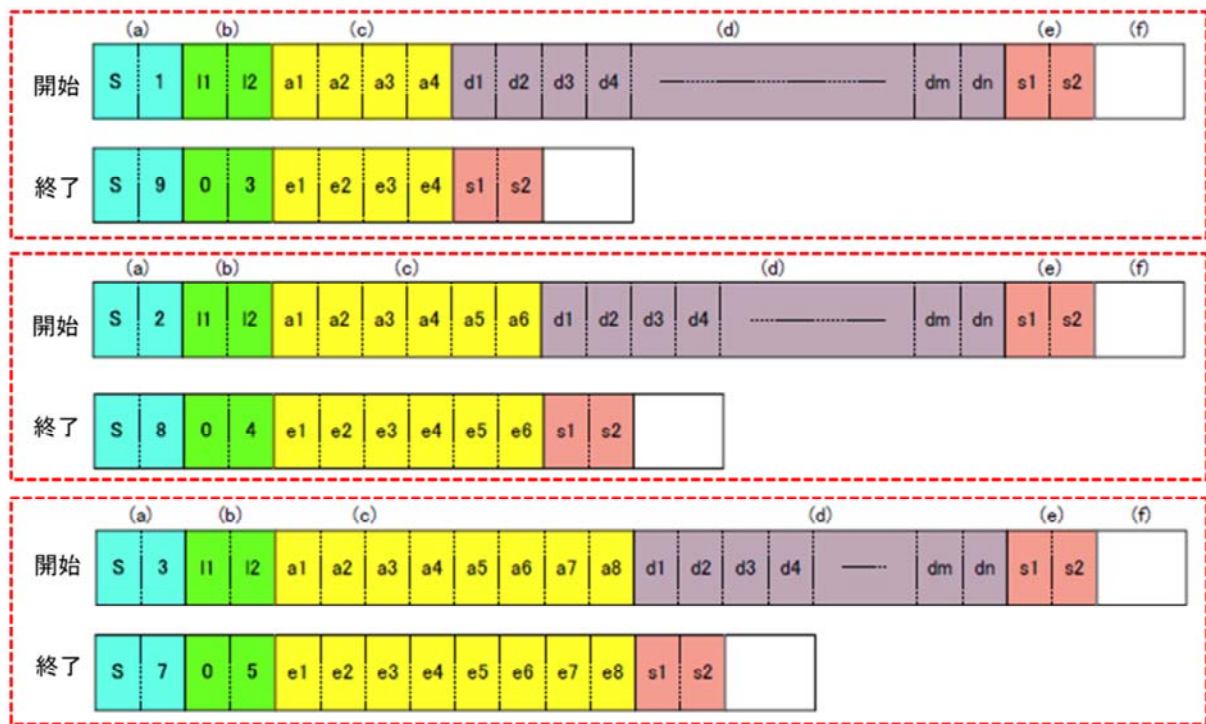 (a) (b) (c) (d) (e) (f)
開始 S 1 l1 l2 a1 a2 a3 a4 d1 d2 d3 d4 dm dn s1 s2
終了 S 9 0 3 e1 e2 e3 e4 s1 s2
(a) (b) (c) (d) (e) (f)
開始 S 2 l1 l2 a1 a2 a3 a4 a5 a6 d1 d2 d3 d4 dm dn s1 s2
終了 S 8 0 4 e1 e2 e3 e4 e5 e6 s1 s2
(a) (b) (c) (d) (e) (f)
開始 S 3 l1 l2 a1 a2 a3 a4 a5 a6 a7 a8 d1 d2 d3 d4 dm dn s1 s2
終了 S 7 0 5 e1 e2 e3 e4 e5 e6 e7 e8 s1 s2